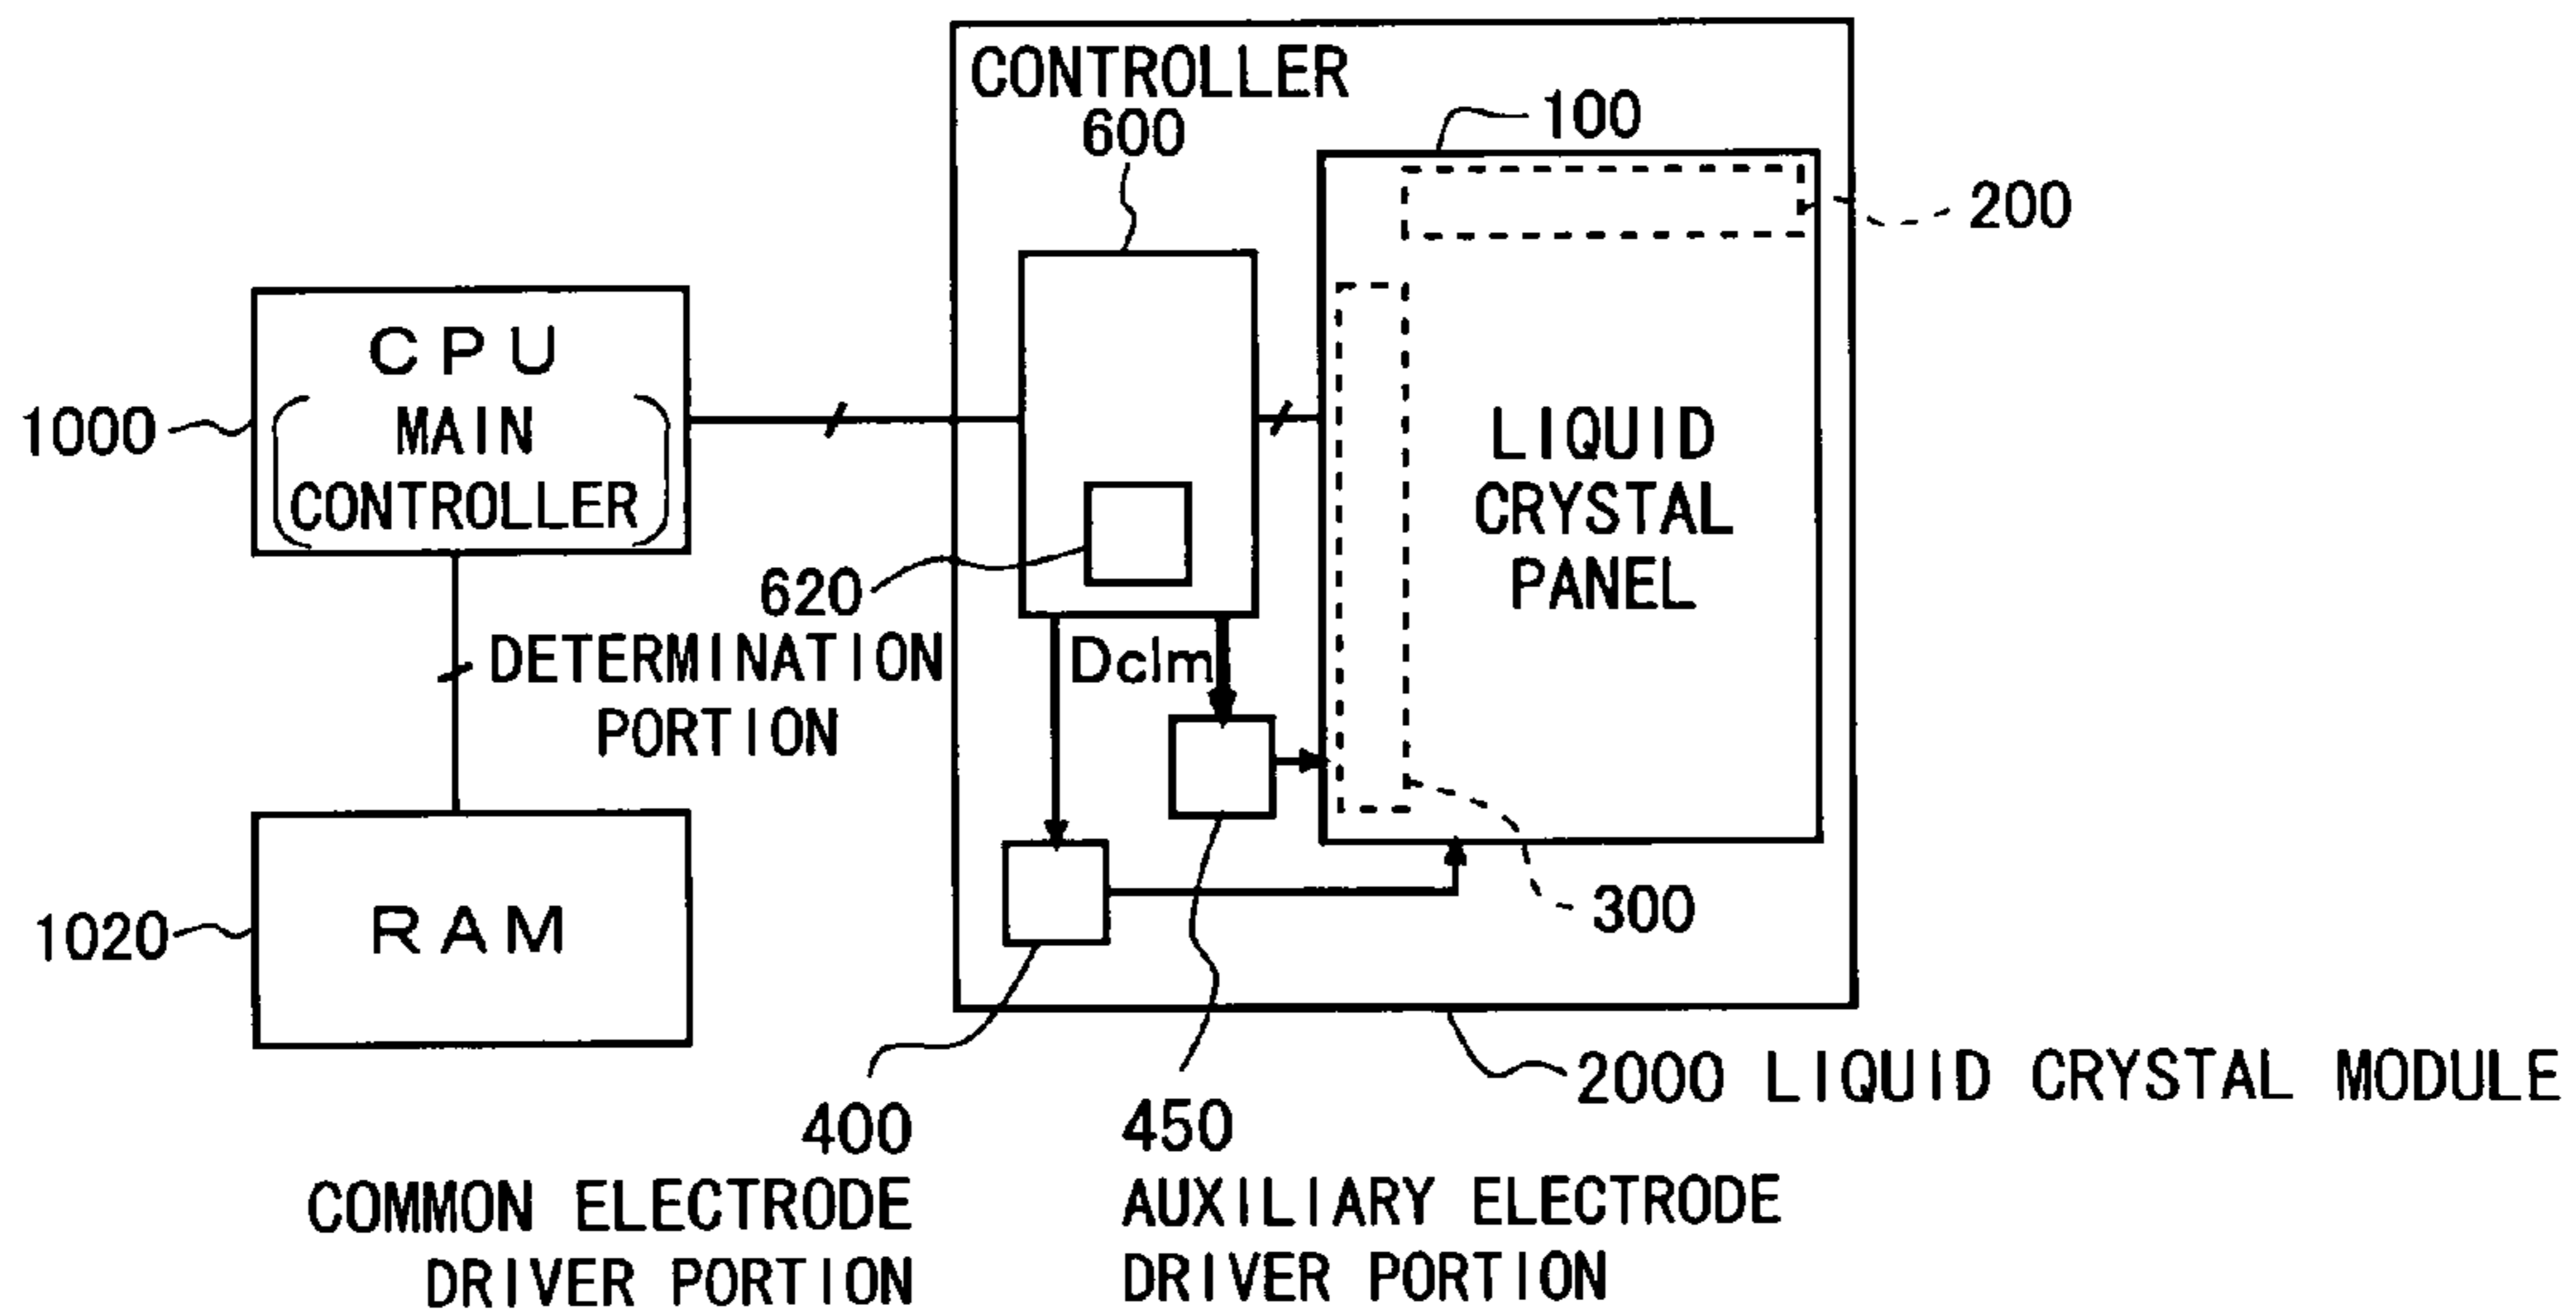 CONTROLLER
600
100
200
CPU
MAIN
CONTROLLER
1000
LIQUID
CRYSTAL
PANEL
620
DETERMINATION
PORTION
Dclm
RAM
1020
300
2000 LIQUID CRYSTAL MODULE
400
COMMON ELECTRODE
DRIVER PORTION
450
AUXILIARY ELECTRODE
DRIVER PORTION